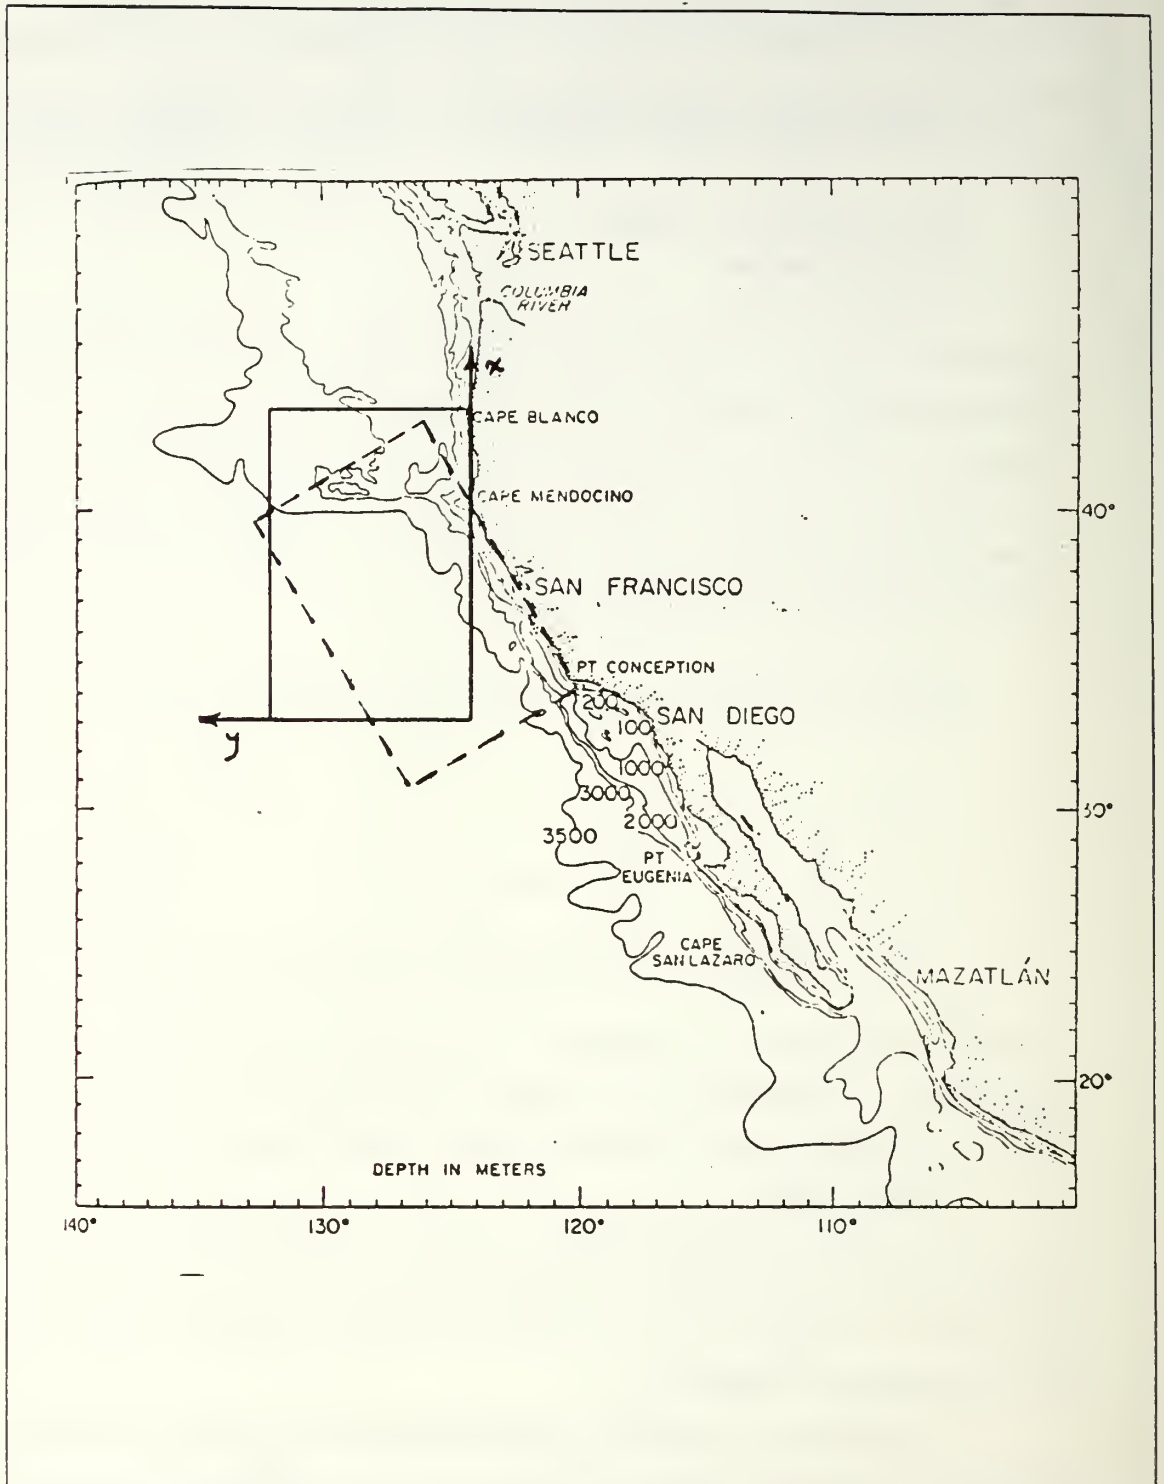 SEATTLE
COLUMBIA
RIVER
x
CAPE BLANCO
CAPE MENDOCINO
40°
SAN FRANCISCO
PT CONCEPTION
200
SAN DIEGO
100
y
1000
3000
30°
2000
3500
PT
EUGENIA
CAPE
SAN LAZARO
MAZATLÁN
20°
DEPTH IN METERS
140°
130°
120°
110°